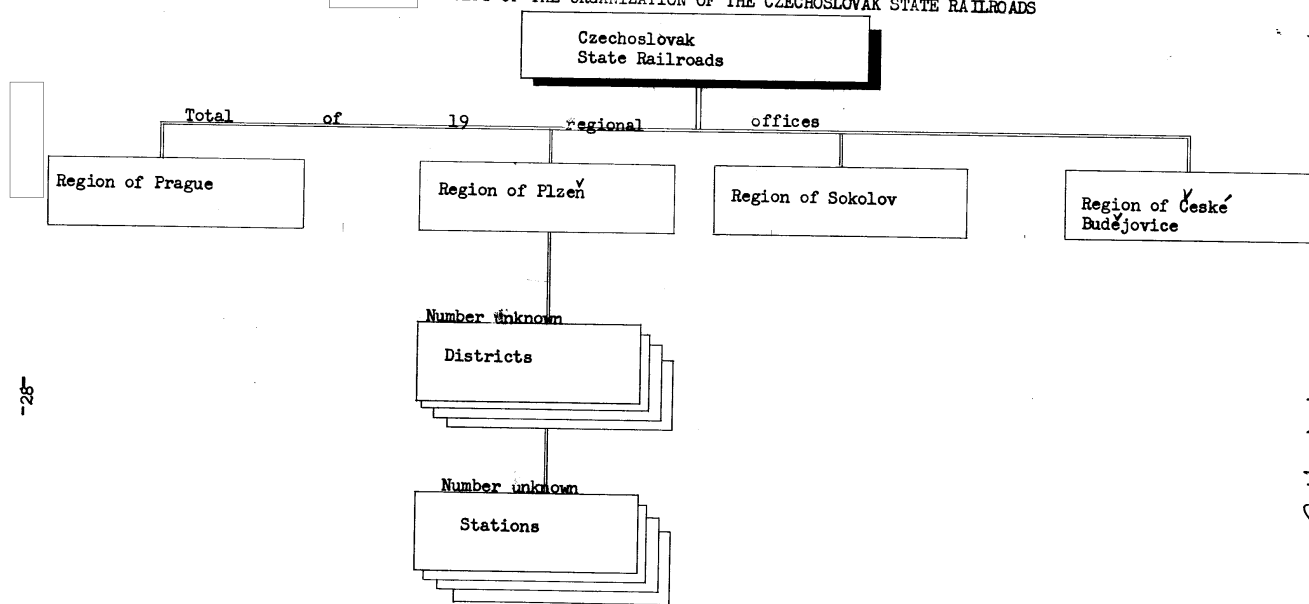 OF THE ORGANIZATION OF THE CZECHOSLOVAK STATE RAILROADS
Czechoslovak
State Railroads
Total of 19 regional offices
Region of Prague
Region of Plzeň
Region of Sokolov
Region of České
Budějovice
Number unknown
Districts
-28-
Number unknown
Stations